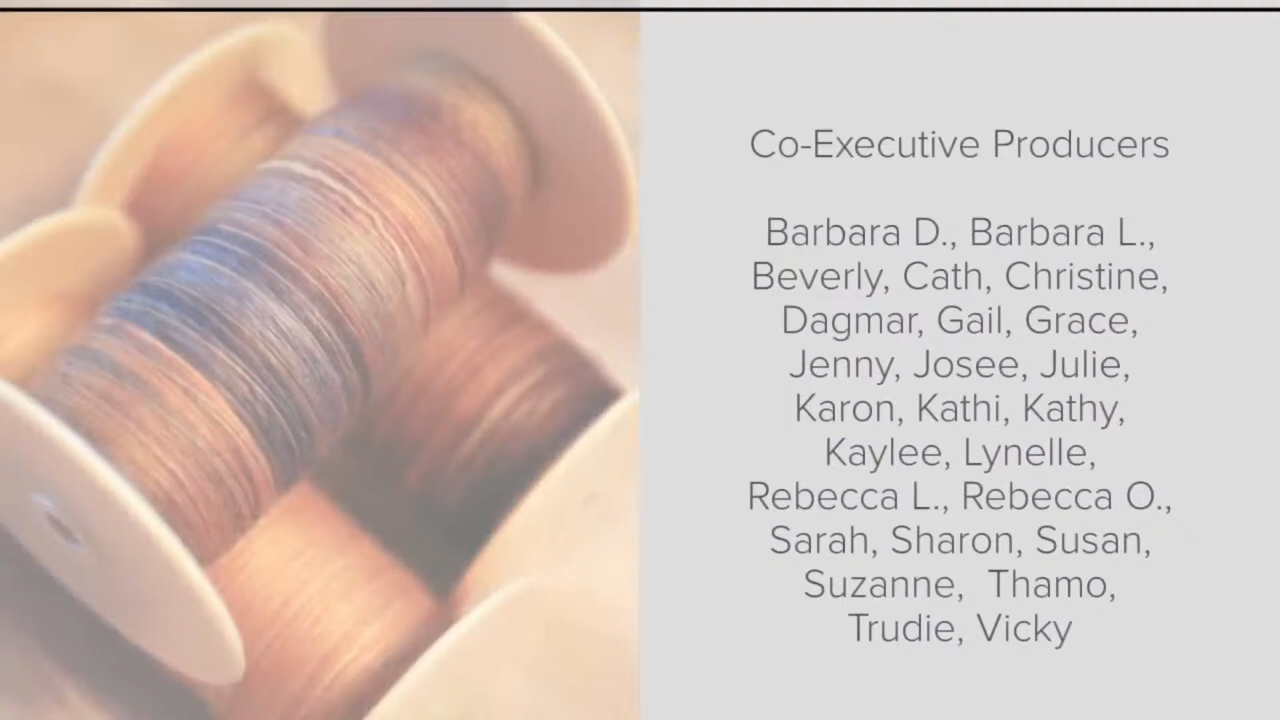 Co-Executive Producers
Barbara D., Barbara L.,
Beverly, Cath, Christine,
Dagmar, Gail, Grace,
Jenny, Josee, Julie,
Karon, Kathi, Kathy,
Kaylee, Lynelle,
Rebecca L., Rebecca O.,
Sarah, Sharon, Susan,
Suzanne,  Thamo,
Trudie, Vicky